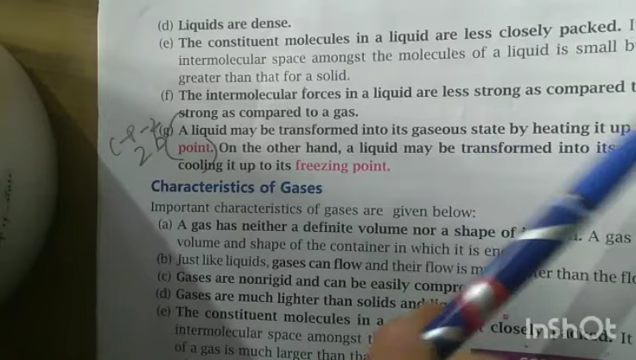 (d) Liquids are dense.
(e) The constituent molecules in a liquid are less closely packed. I
intermolecular space amongst the molecules of a liquid is small b
greater than that for a solid.
(f) The intermolecular forces in a liquid are less strong as compared t
strong as compared to a gas.
(g) A liquid may be transformed into its gaseous state by heating it up
point. On the other hand, a liquid may be transformed into its
cooling it up to its freezing point.
Characteristics of Gases
Important characteristics of gases are given below:
(a) A gas has neither a definite volume nor a shape of A gas
volume and shape of the container in which it is en
(b) Just like liquids, gases can flow and their flow is m er than the flo
(c) Gases are nonrigid and can be easily compre
(d) Gases are much lighter than solids and
(e) The constituent molecules in a closely packed. It
intermolecular space amongst t
of a gas is much larger than tha
InShOt